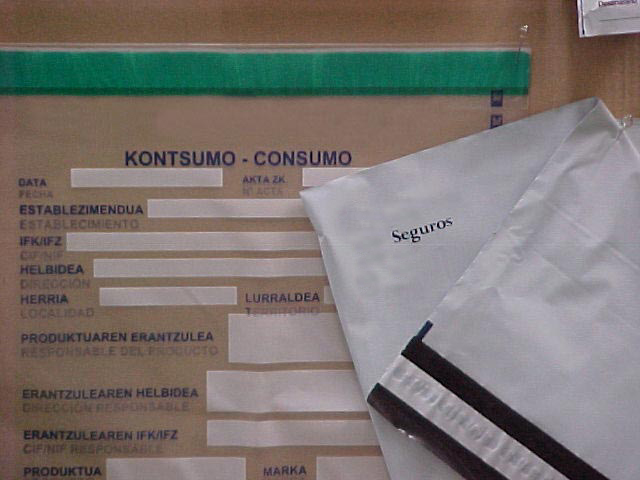 KONTSUMO - CONSUMO
DATA
FECHA
AKTA ZK.
Nº ACTA
ESTABLEZIMENDUA
ESTABLECIMIENTO
IFK/IFZ
CIF/NIF
HELBIDEA
DIRECCIÓN
HERRIA
LOCALIDAD
LURRALDEA
TERRITORIO
PRODUKTUAREN ERANTZULEA
RESPONSABLE DEL PRODUCTO
ERANTZULEAREN HELBIDEA
DIRECCIÓN RESPONSABLE
ERANTZULEAREN IFK/IFZ
CIF/NIF RESPONSABLE
PRODUKTUA
MARKA
Seguros